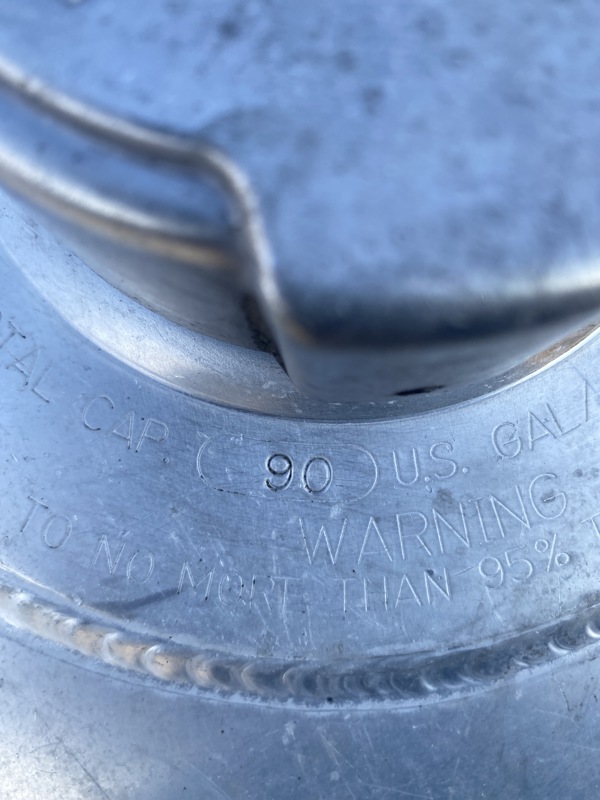 TAL CAP. (90) U.S. GAL
WARNING
TO NO MORE THAN 95%